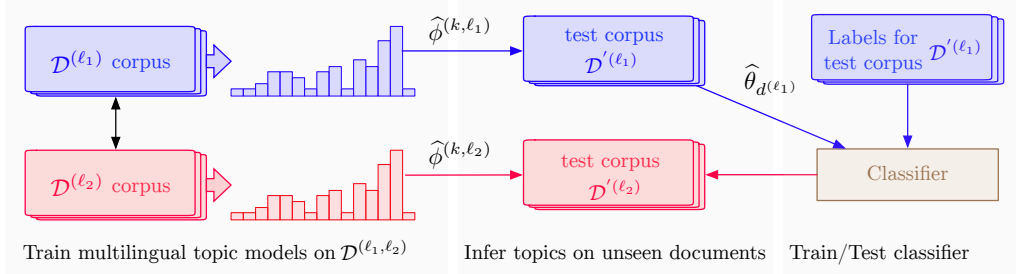 𝒟^(ℓ₁) corpus
ϕ̂^(k,ℓ₁)
test corpus
𝒟′^(ℓ₁)
Labels for
test corpus 𝒟′^(ℓ₁)
θ̂_d^(ℓ₁)
𝒟^(ℓ₂) corpus
ϕ̂^(k,ℓ₂)
test corpus
𝒟′^(ℓ₂)
Classifier
Train multilingual topic models on 𝒟^(ℓ₁,ℓ₂)
Infer topics on unseen documents
Train/Test classifier